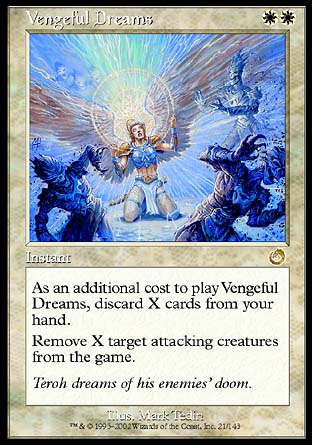 Vengeful Dreams
Instant
As an additional cost to play Vengeful
Dreams, discard X cards from your
hand.
Remove X target attacking creatures
from the game.
Teroh dreams of his enemies' doom.
Illus. Mark Tedin
™ & © 1993-2002 Wizards of the Coast, Inc. 21/143